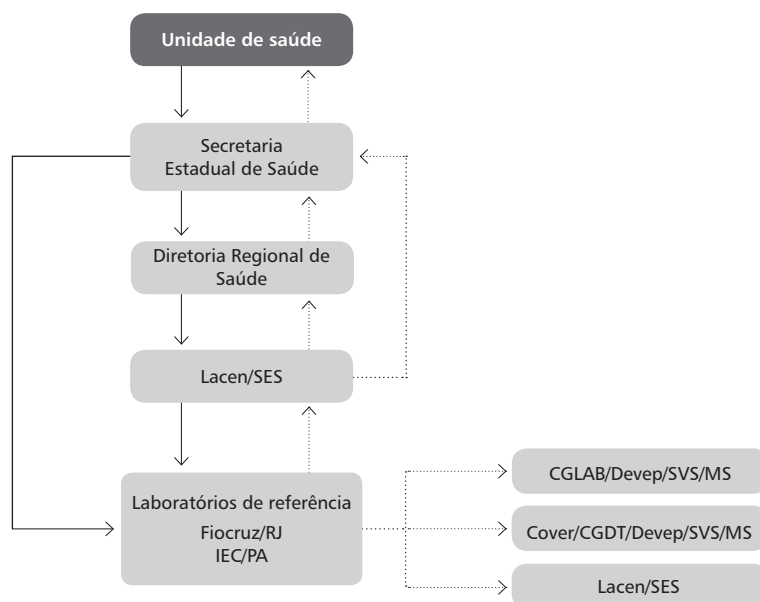 Unidade de saúde
Secretaria
Estadual de Saúde
Diretoria Regional de
Saúde
Lacen/SES
Laboratórios de referência
Fiocruz/RJ
IEC/PA
CGLAB/Devep/SVS/MS
Cover/CGDT/Devep/SVS/MS
Lacen/SES